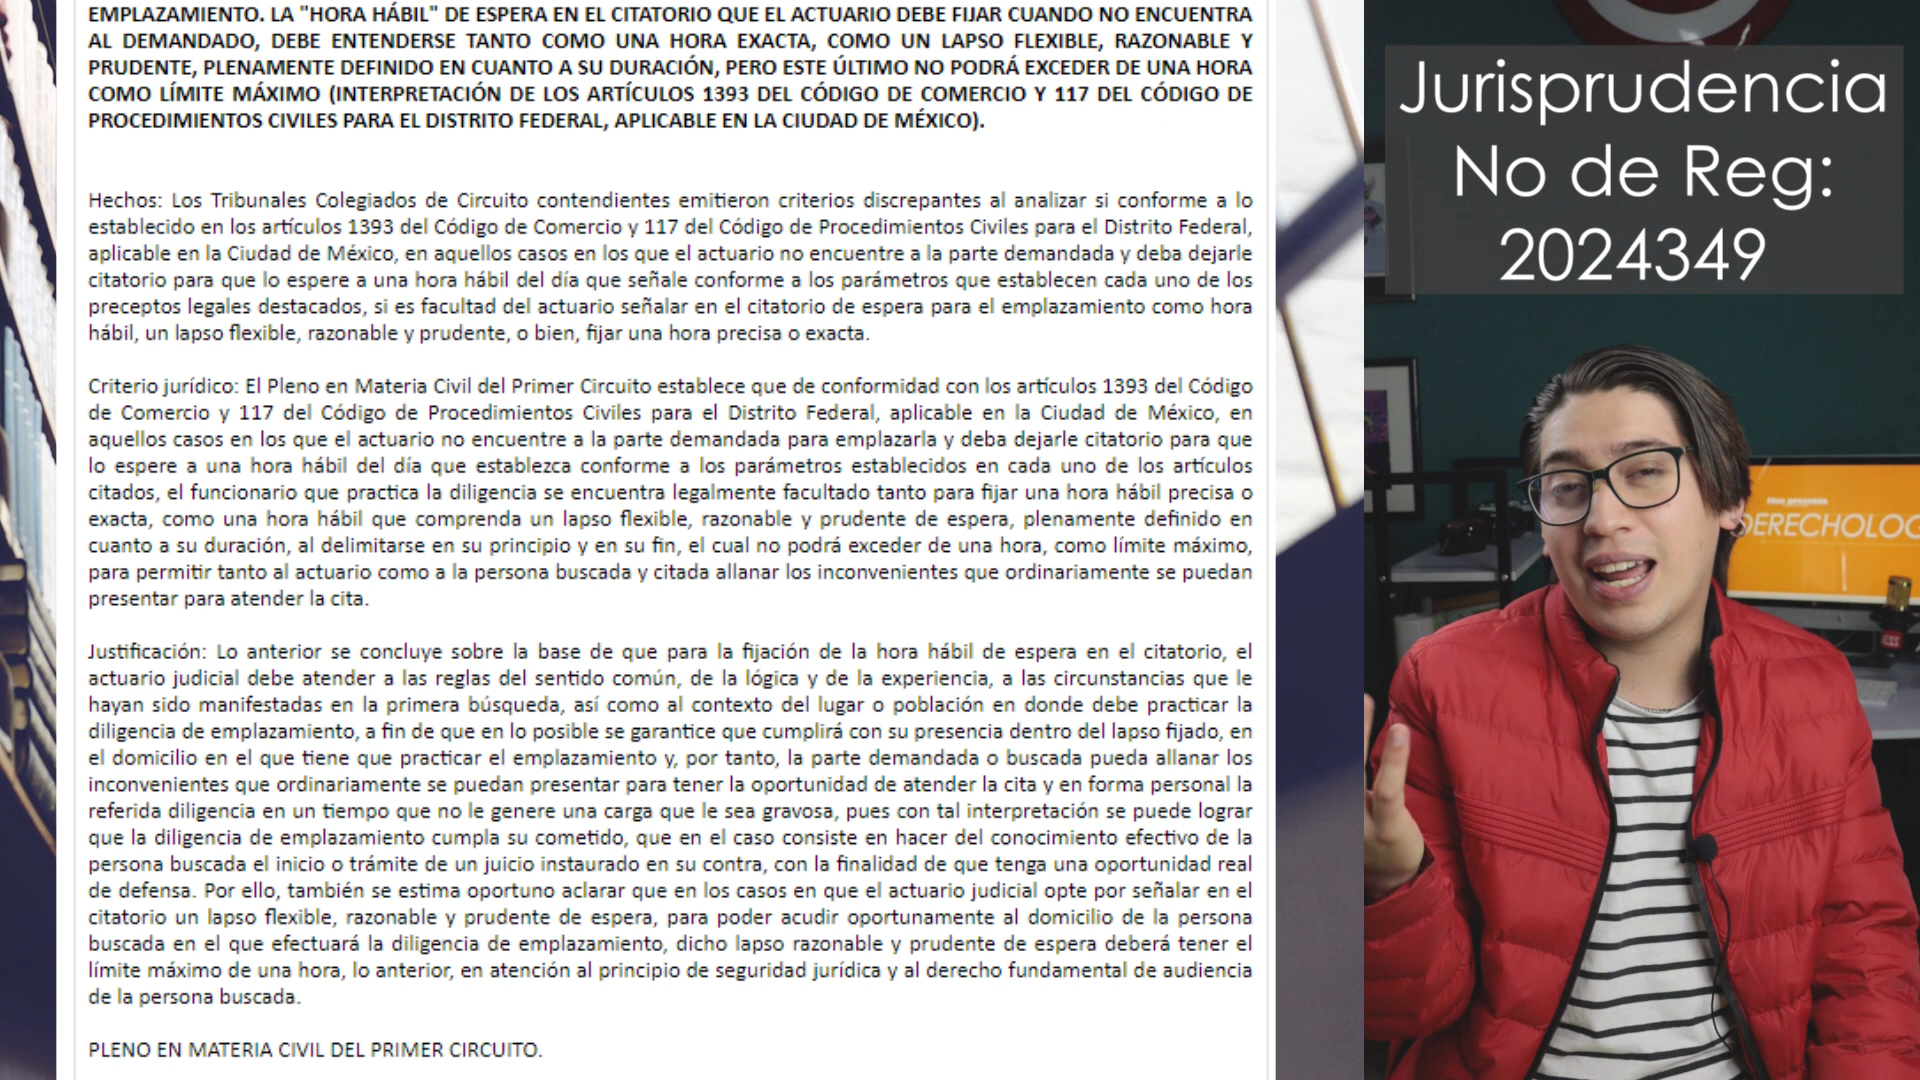 EMPLAZAMIENTO. LA "HORA HÁBIL" DE ESPERA EN EL CITATORIO QUE EL ACTUARIO DEBE FIJAR CUANDO NO ENCUENTRA
AL DEMANDADO, DEBE ENTENDERSE TANTO COMO UNA HORA EXACTA, COMO UN LAPSO FLEXIBLE, RAZONABLE Y
PRUDENTE, PLENAMENTE DEFINIDO EN CUANTO A SU DURACIÓN, PERO ESTE ÚLTIMO NO PODRÁ EXCEDER DE UNA HORA
COMO LÍMITE MÁXIMO (INTERPRETACIÓN DE LOS ARTÍCULOS 1393 DEL CÓDIGO DE COMERCIO Y 117 DEL CÓDIGO DE
PROCEDIMIENTOS CIVILES PARA EL DISTRITO FEDERAL, APLICABLE EN LA CIUDAD DE MÉXICO).
Hechos: Los Tribunales Colegiados de Circuito contendientes emitieron criterios discrepantes al analizar si conforme a lo
establecido en los artículos 1393 del Código de Comercio y 117 del Código de Procedimientos Civiles para el Distrito Federal,
aplicable en la Ciudad de México, en aquellos casos en los que el actuario no encuentre a la parte demandada y deba dejarle
citatorio para que lo espere a una hora hábil del día que señale conforme a los parámetros que establecen cada uno de los
preceptos legales destacados, si es facultad del actuario señalar en el citatorio de espera para el emplazamiento como hora
hábil, un lapso flexible, razonable y prudente, o bien, fijar una hora precisa o exacta.
Criterio jurídico: El Pleno en Materia Civil del Primer Circuito establece que de conformidad con los artículos 1393 del Código
de Comercio y 117 del Código de Procedimientos Civiles para el Distrito Federal, aplicable en la Ciudad de México, en
aquellos casos en los que el actuario no encuentre a la parte demandada para emplazarla y deba dejarle citatorio para que
lo espere a una hora hábil del día que establezca conforme a los parámetros establecidos en cada uno de los artículos
citados, el funcionario que practica la diligencia se encuentra legalmente facultado tanto para fijar una hora hábil precisa o
exacta, como una hora hábil que comprenda un lapso flexible, razonable y prudente de espera, plenamente definido en
cuanto a su duración, al delimitarse en su principio y en su fin, el cual no podrá exceder de una hora, como límite máximo,
para permitir tanto al actuario como a la persona buscada y citada allanar los inconvenientes que ordinariamente se puedan
presentar para atender la cita.
Justificación: Lo anterior se concluye sobre la base de que para la fijación de la hora hábil de espera en el citatorio, el
actuario judicial debe atender a las reglas del sentido común, de la lógica y de la experiencia, a las circunstancias que le
hayan sido manifestadas en la primera búsqueda, así como al contexto del lugar o población en donde debe practicar la
diligencia de emplazamiento, a fin de que en lo posible se garantice que cumplirá con su presencia dentro del lapso fijado, en
el domicilio en el que tiene que practicar el emplazamiento y, por tanto, la parte demandada o buscada pueda allanar los
inconvenientes que ordinariamente se puedan presentar para tener la oportunidad de atender la cita y en forma personal la
referida diligencia en un tiempo que no le genere una carga que le sea gravosa, pues con tal interpretación se puede lograr
que la diligencia de emplazamiento cumpla su cometido, que en el caso consiste en hacer del conocimiento efectivo de la
persona buscada el inicio o trámite de un juicio instaurado en su contra, con la finalidad de que tenga una oportunidad real
de defensa. Por ello, también se estima oportuno aclarar que en los casos en que el actuario judicial opte por señalar en el
citatorio un lapso flexible, razonable y prudente de espera, para poder acudir oportunamente al domicilio de la persona
buscada en el que efectuará la diligencia de emplazamiento, dicho lapso razonable y prudente de espera deberá tener el
límite máximo de una hora, lo anterior, en atención al principio de seguridad jurídica y al derecho fundamental de audiencia
de la persona buscada.
PLENO EN MATERIA CIVIL DEL PRIMER CIRCUITO.
Jurisprudencia
No de Reg:
2024349
DERECHOLOG